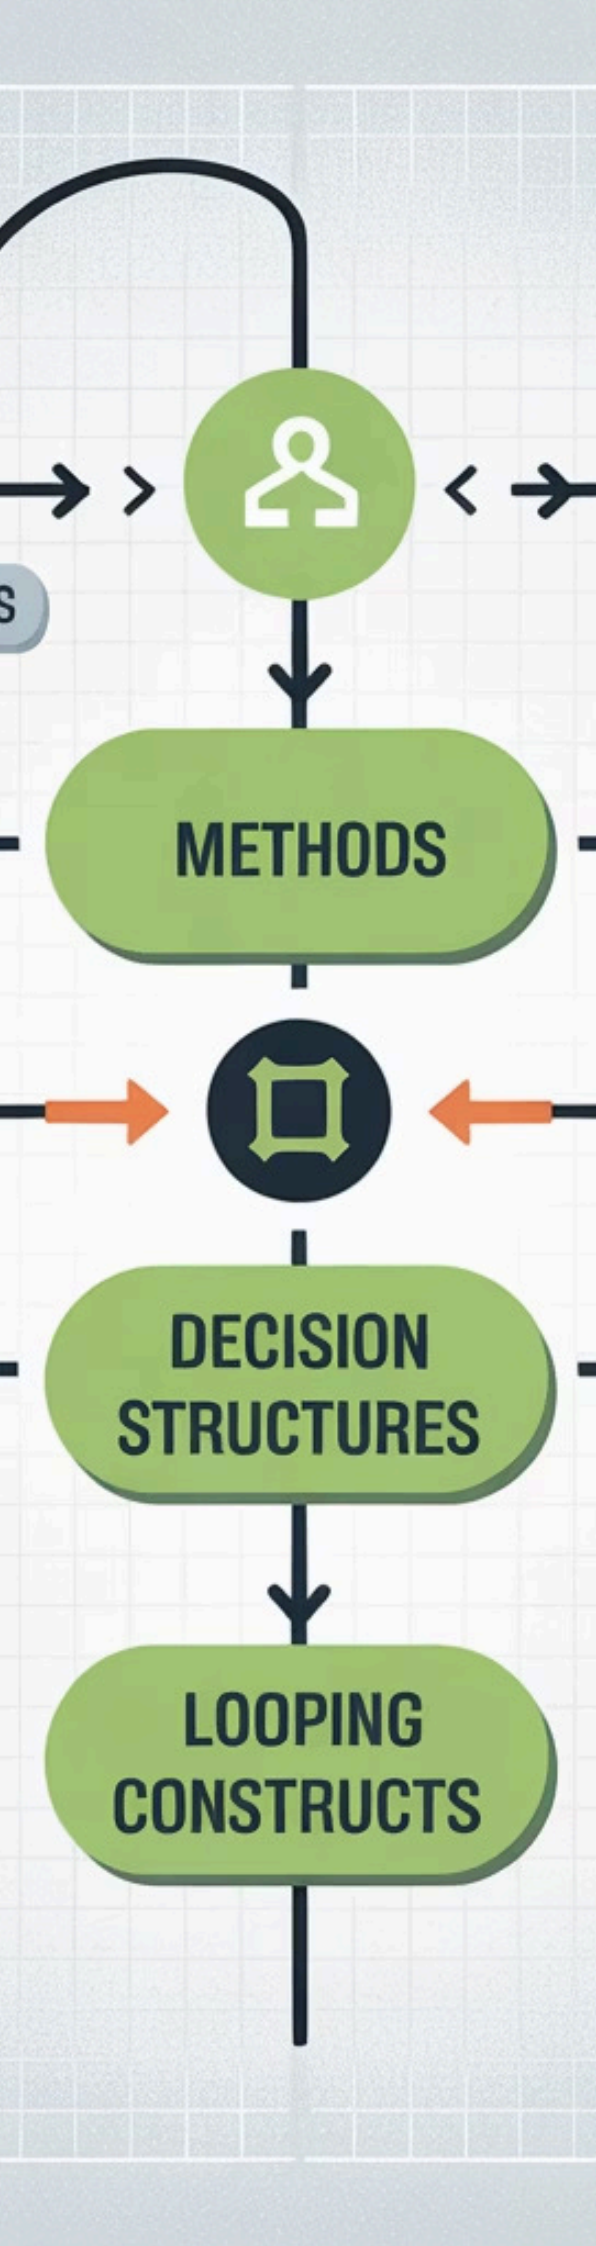 S
METHODS
DECISION
STRUCTURES
LOOPING
CONSTRUCTS